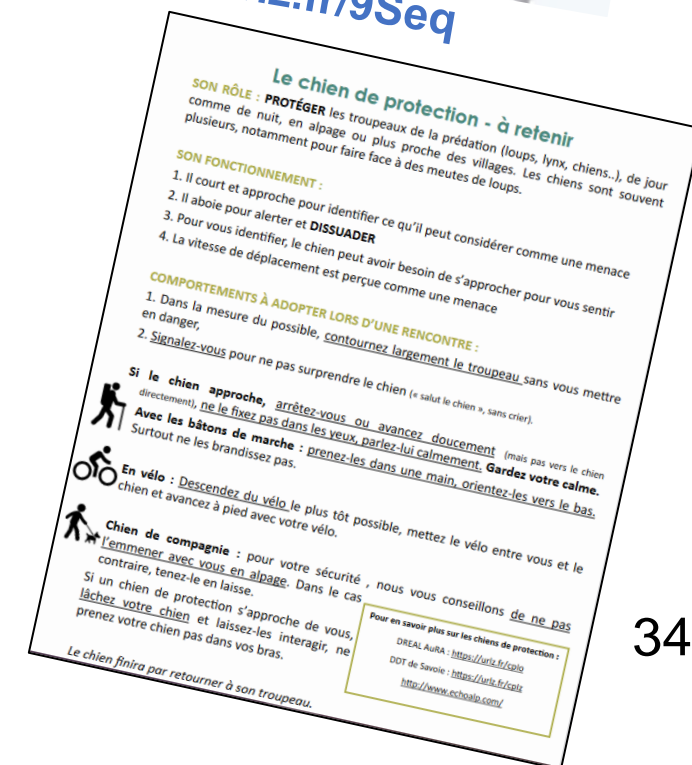 Le chien de protection - à retenir
SON RÔLE : PROTÉGER les troupeaux de la prédation (loups, lynx, chiens..), de jour
comme de nuit, en alpage ou plus proche des villages. Les chiens sont souvent
plusieurs, notamment pour faire face à des meutes de loups.
SON FONCTIONNEMENT :
1. Il court et approche pour identifier ce qu'il peut considérer comme une menace
2. Il aboie pour alerter et DISSUADER
3. Pour vous identifier, le chien peut avoir besoin de s'approcher pour vous sentir
4. La vitesse de déplacement est perçue comme une menace
COMPORTEMENTS À ADOPTER LORS D'UNE RENCONTRE :
1. Dans la mesure du possible, contournez largement le troupeau sans vous mettre
en danger,
2. Signalez-vous pour ne pas surprendre le chien (« salut le chien », sans crier).
Si le chien approche, arrêtez-vous ou avancez doucement (mais pas vers le chien
directement), ne le fixez pas dans les yeux, parlez-lui calmement. Gardez votre calme.
Avec les bâtons de marche : prenez-les dans une main, orientez-les vers le bas.
Surtout ne les brandissez pas.
En vélo : Descendez du vélo le plus tôt possible, mettez le vélo entre vous et le
chien et avancez à pied avec votre vélo.
Chien de compagnie : pour votre sécurité , nous vous conseillons de ne pas
l'emmener avec vous en alpage. Dans le cas
contraire, tenez-le en laisse.
Si un chien de protection s'approche de vous,
lâchez votre chien et laissez-les interagir, ne
prenez votre chien pas dans vos bras.
Le chien finira par retourner à son troupeau.
Pour en savoir plus sur les chiens de protection :
DREAL AuRA : https://urlz.fr/cplo
DDT de Savoie : https://urlz.fr/cplz
http://www.echoalp.com/
34